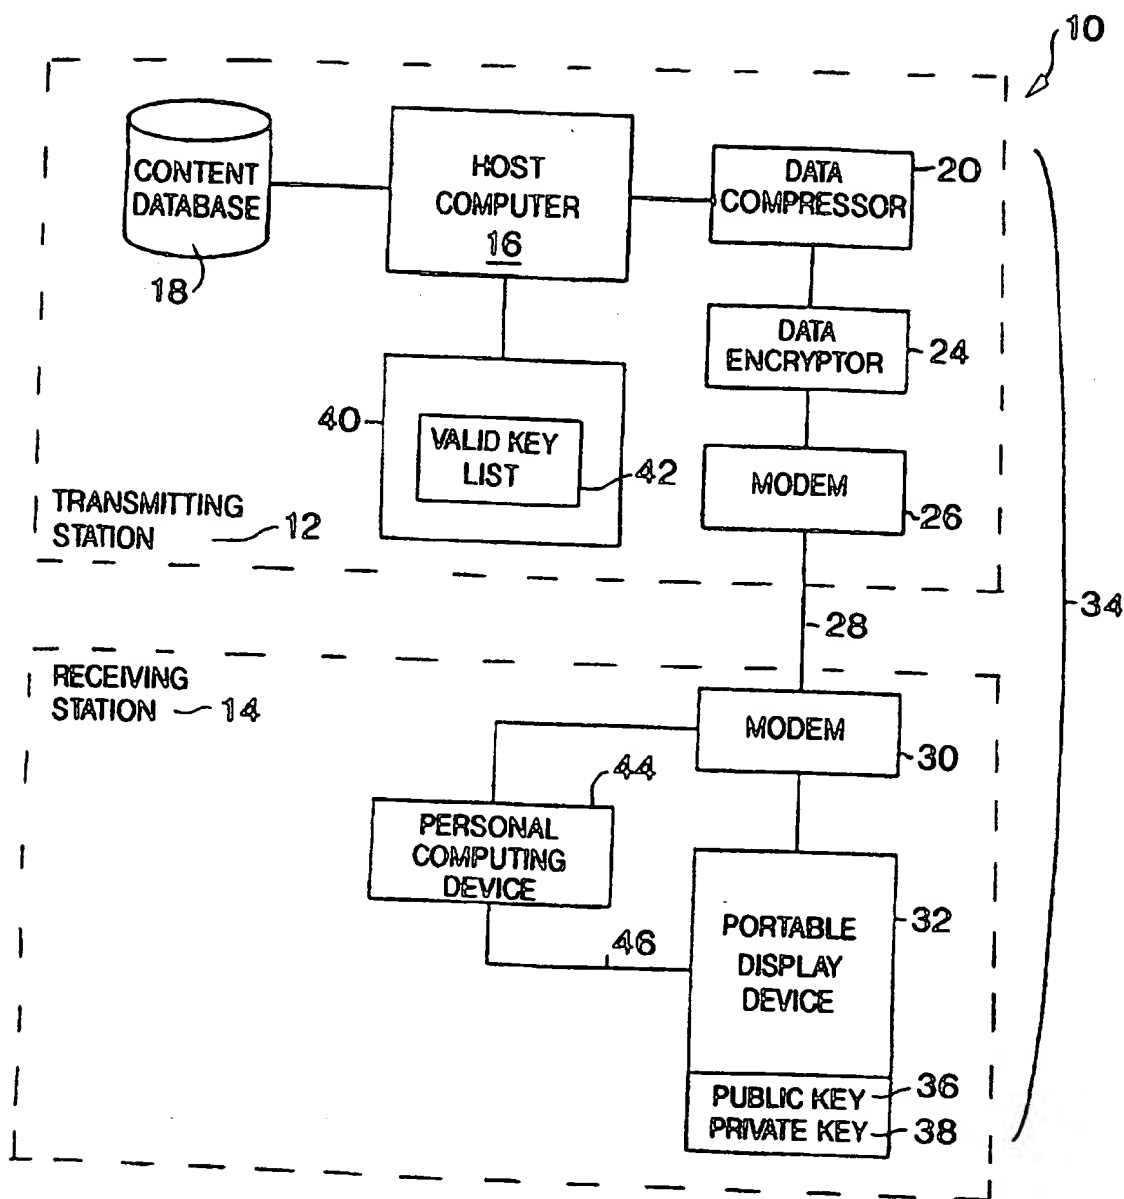 10
CONTENT
DATABASE
18
HOST
COMPUTER
16
DATA
COMPRESSOR
20
DATA
ENCRYPTOR
24
40
VALID KEY
LIST
42
MODEM
26
TRANSMITTING
STATION
12
28
34
RECEIVING
STATION
14
MODEM
30
44
PERSONAL
COMPUTING
DEVICE
46
PORTABLE
DISPLAY
DEVICE
32
PUBLIC KEY
36
PRIVATE KEY
38